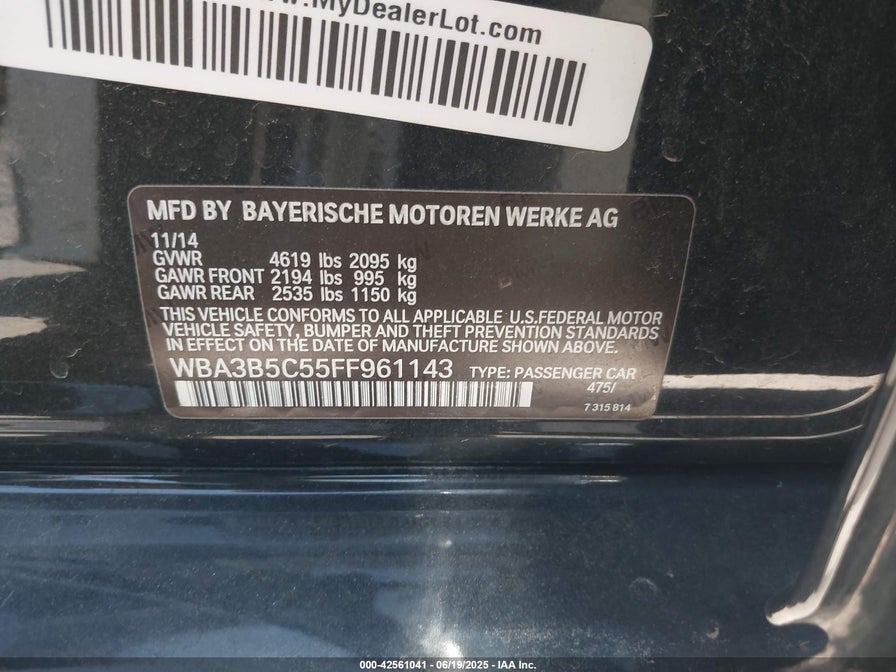 MyDealerLot.com
MFD BY BAYERISCHE MOTOREN WERKE AG
11/14
GVWR 4619 lbs 2095 kg
GAWR FRONT 2194 lbs 995 kg
GAWR REAR 2535 lbs 1150 kg
THIS VEHICLE CONFORMS TO ALL APPLICABLE U.S.FEDERAL MOTOR
VEHICLE SAFETY, BUMPER AND THEFT PREVENTION STANDARDS
IN EFFECT ON THE DATE OF MANUFACTURE SHOWN ABOVE.
WBA3B5C55FF961143 TYPE: PASSENGER CAR
475/
7 315 814
000-42561041 - 06/19/2025 - IAA Inc.